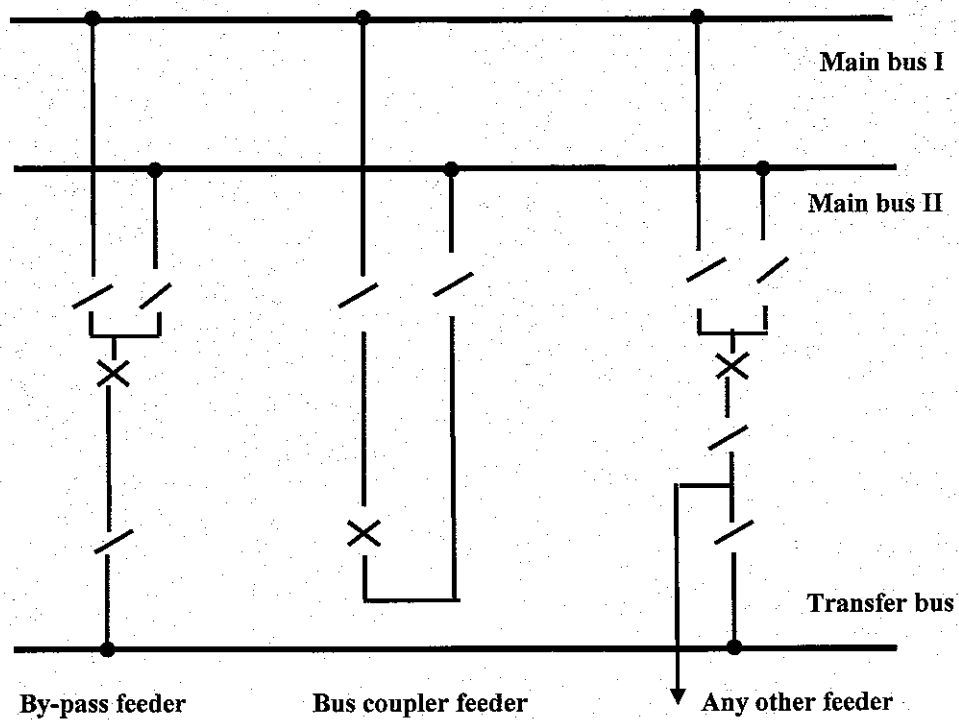 Main bus I
Main bus II
Transfer bus
By-pass feeder
Bus coupler feeder
Any other feeder